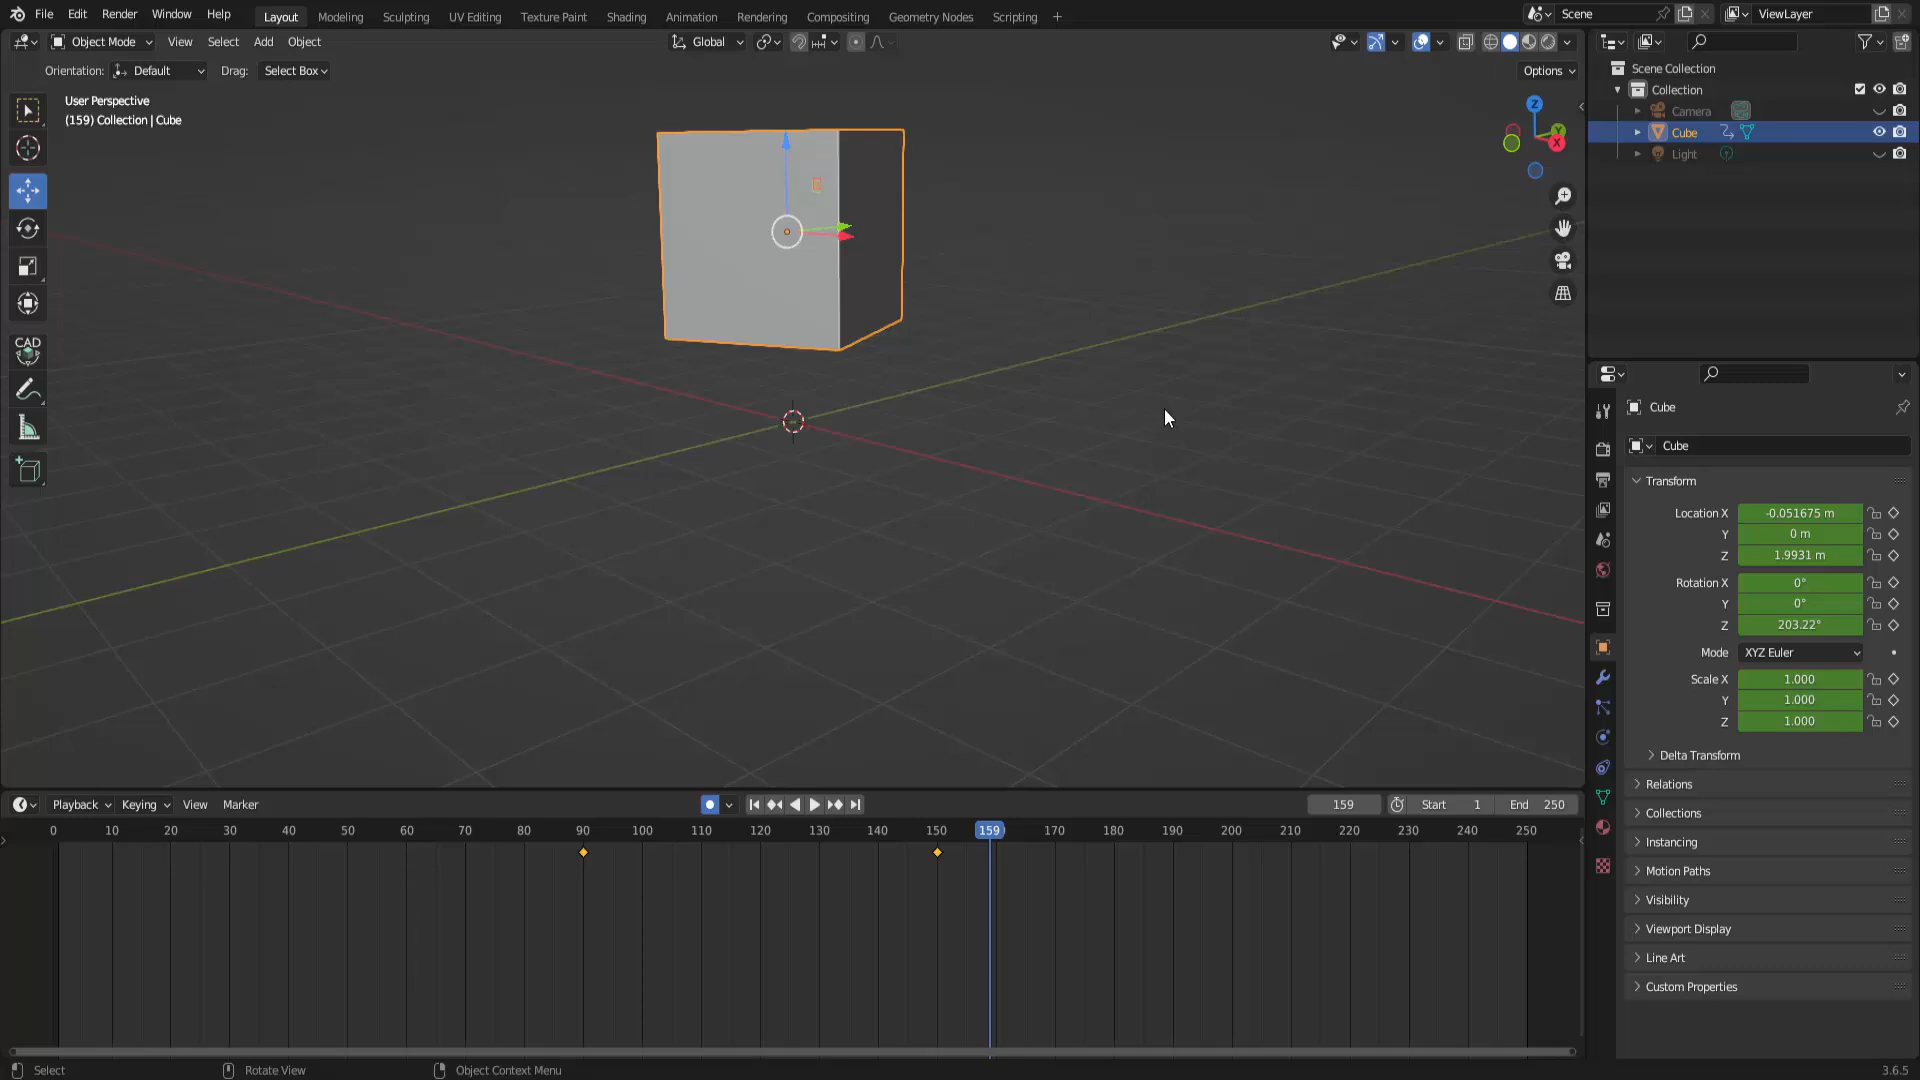 File Edit Render Window Help Layout Modeling Sculpting UV Editing Texture Paint Shading Animation Rendering Compositing Geometry Nodes Scripting + Scene ViewLayer
Object Mode View Select Add Object Global
Orientation: Default Drag: Select Box Options
User Perspective
(159) Collection | Cube
Z
Y
X
CAD
Scene Collection
Collection
Camera
Cube
Light
Cube
Cube
Transform
Location X -0.051675 m
Y 0 m
Z 1.9931 m
Rotation X 0°
Y 0°
Z 203.22°
Mode XYZ Euler
Scale X 1.000
Y 1.000
Z 1.000
Delta Transform
Relations
Collections
Instancing
Motion Paths
Visibility
Viewport Display
Line Art
Custom Properties
Playback Keying View Marker 159 Start 1 End 250
0 10 20 30 40 50 60 70 80 90 100 110 120 130 140 150 159 170 180 190 200 210 220 230 240 250
Select Rotate View Object Context Menu 3.6.5